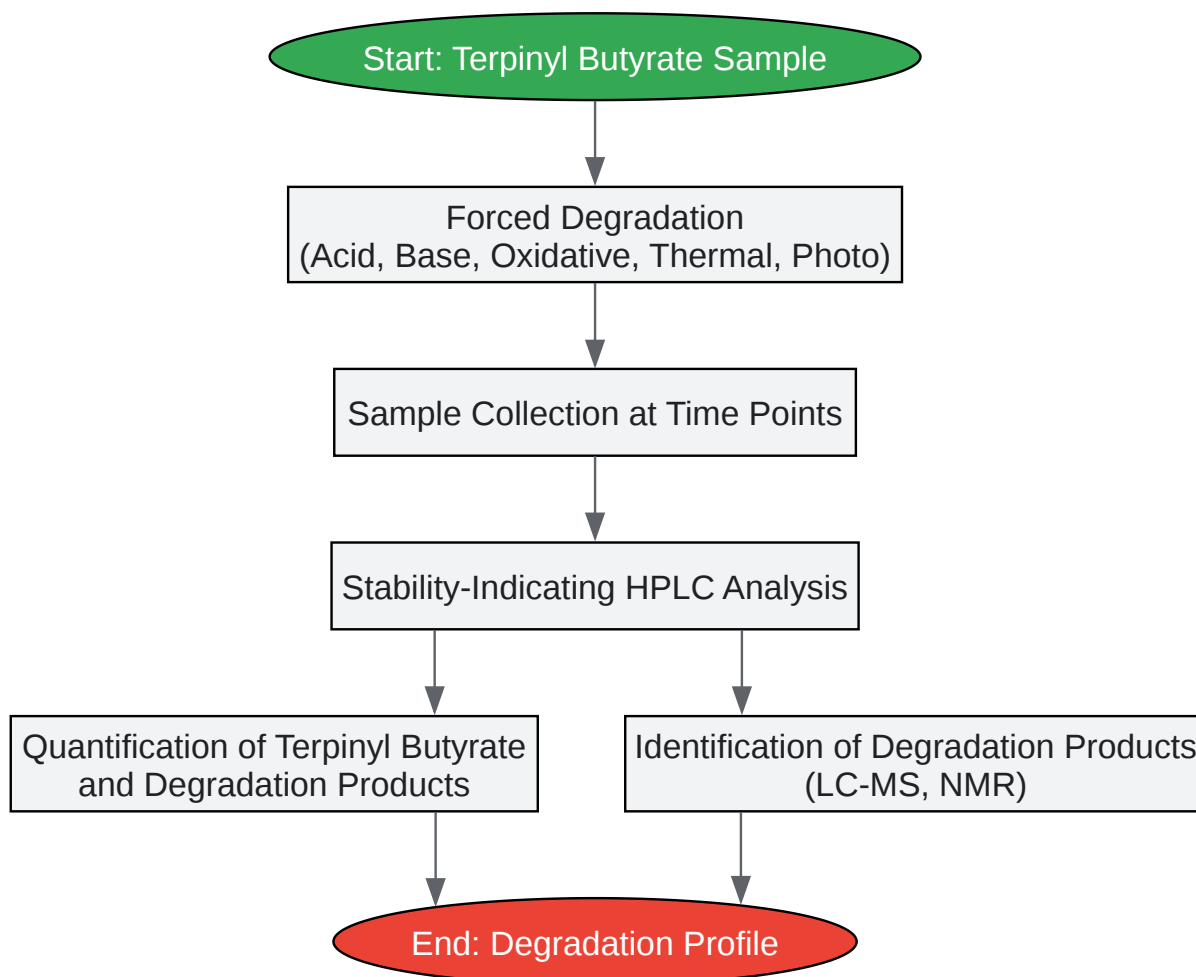 Start: Terpinyl Butyrate Sample
Forced Degradation
(Acid, Base, Oxidative, Thermal, Photo)
Sample Collection at Time Points
Stability-Indicating HPLC Analysis
Quantification of Terpinyl Butyrate
and Degradation Products
Identification of Degradation Products
(LC-MS, NMR)
End: Degradation Profile